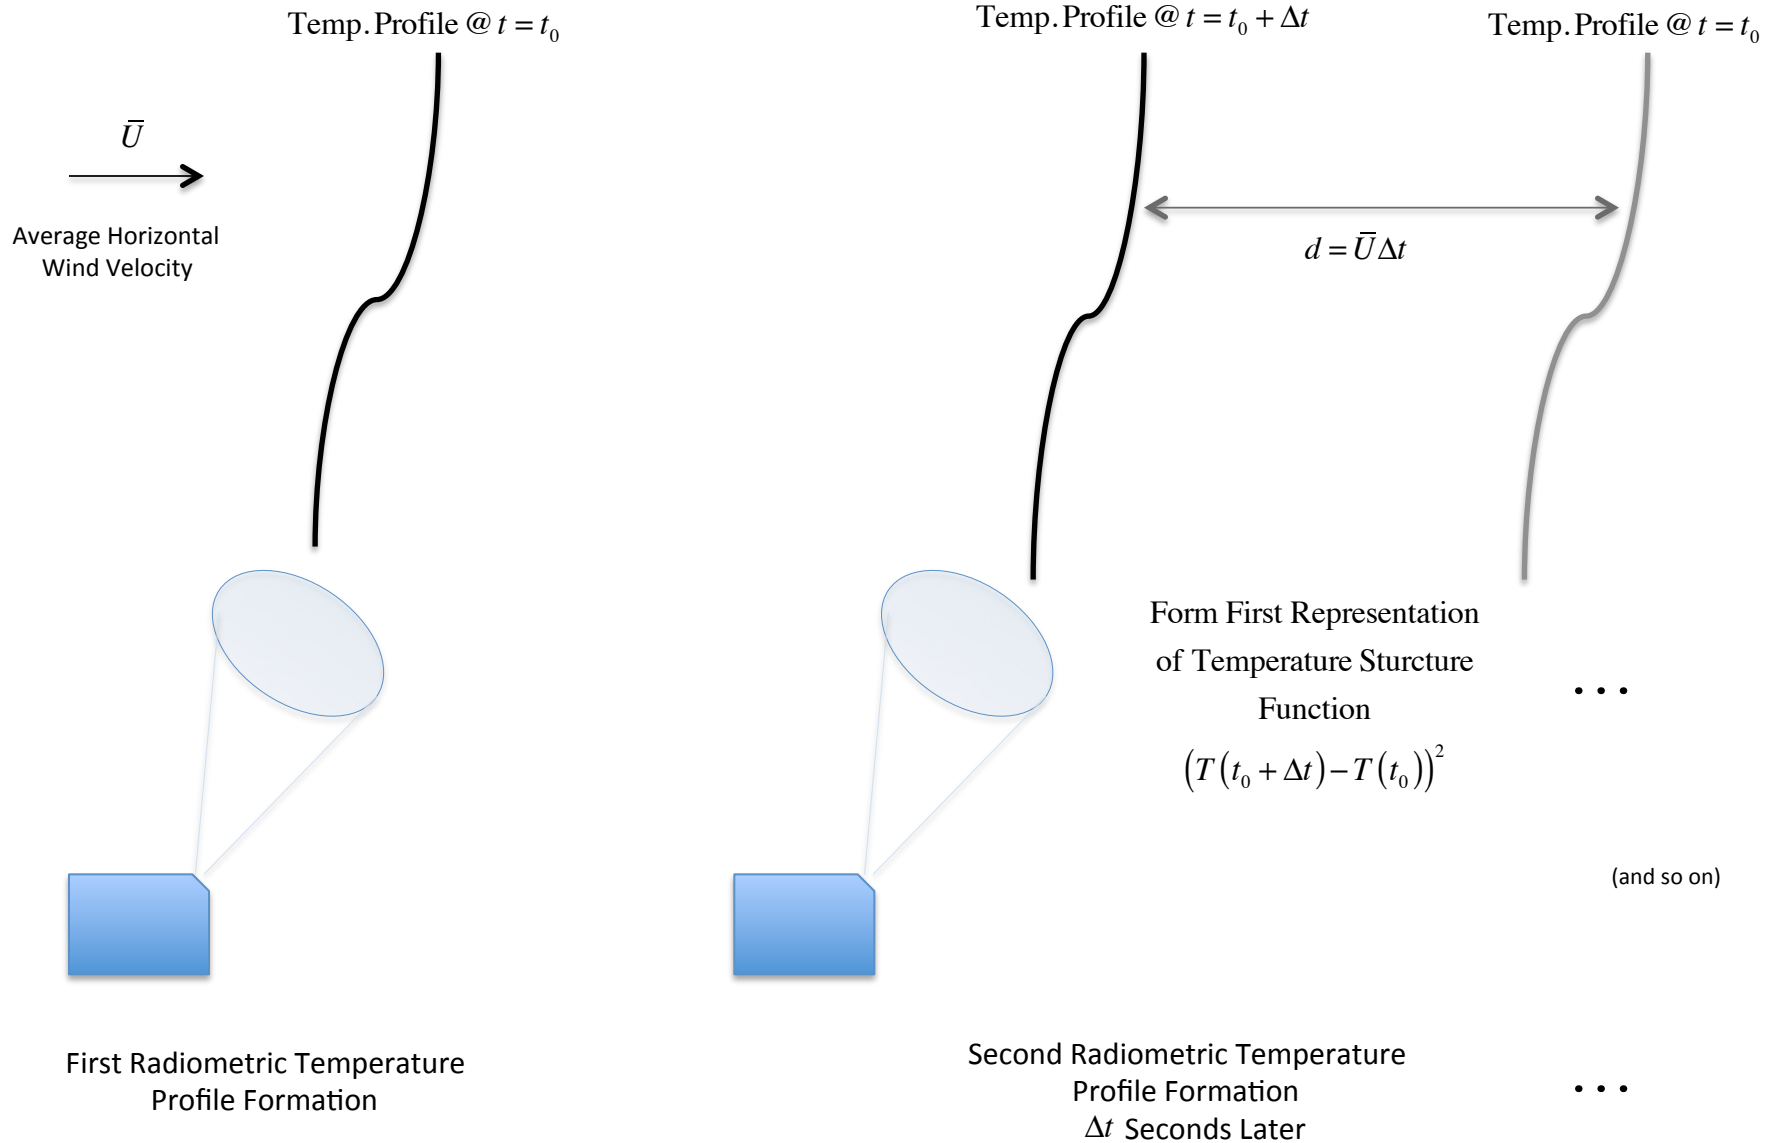 Temp.Profile @ t = t₀
U̅
Average Horizontal
Wind Velocity
First Radiometric Temperature
Profile Formation
Temp.Profile @ t = t₀ + Δt
Temp.Profile @ t = t₀
d = U̅Δt
Form First Representation
of Temperature Sturcture
Function
(T(t₀ + Δt) – T(t₀))²
...
(and so on)
Second Radiometric Temperature
Profile Formation
Δt Seconds Later
...